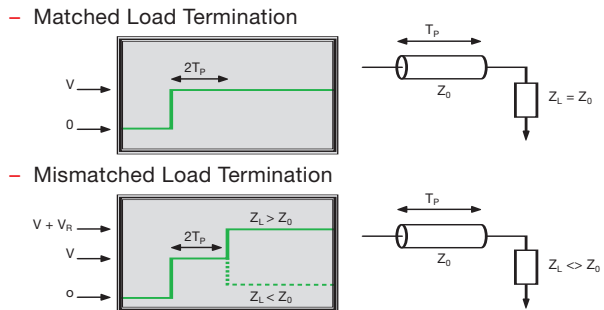 – Matched Load Termination
2T_P
V
0
T_P
Z_0
Z_L = Z_0
– Mismatched Load Termination
V + V_R
V
o
2T_P
Z_L > Z_0
Z_L < Z_0
T_P
Z_0
Z_L <> Z_0